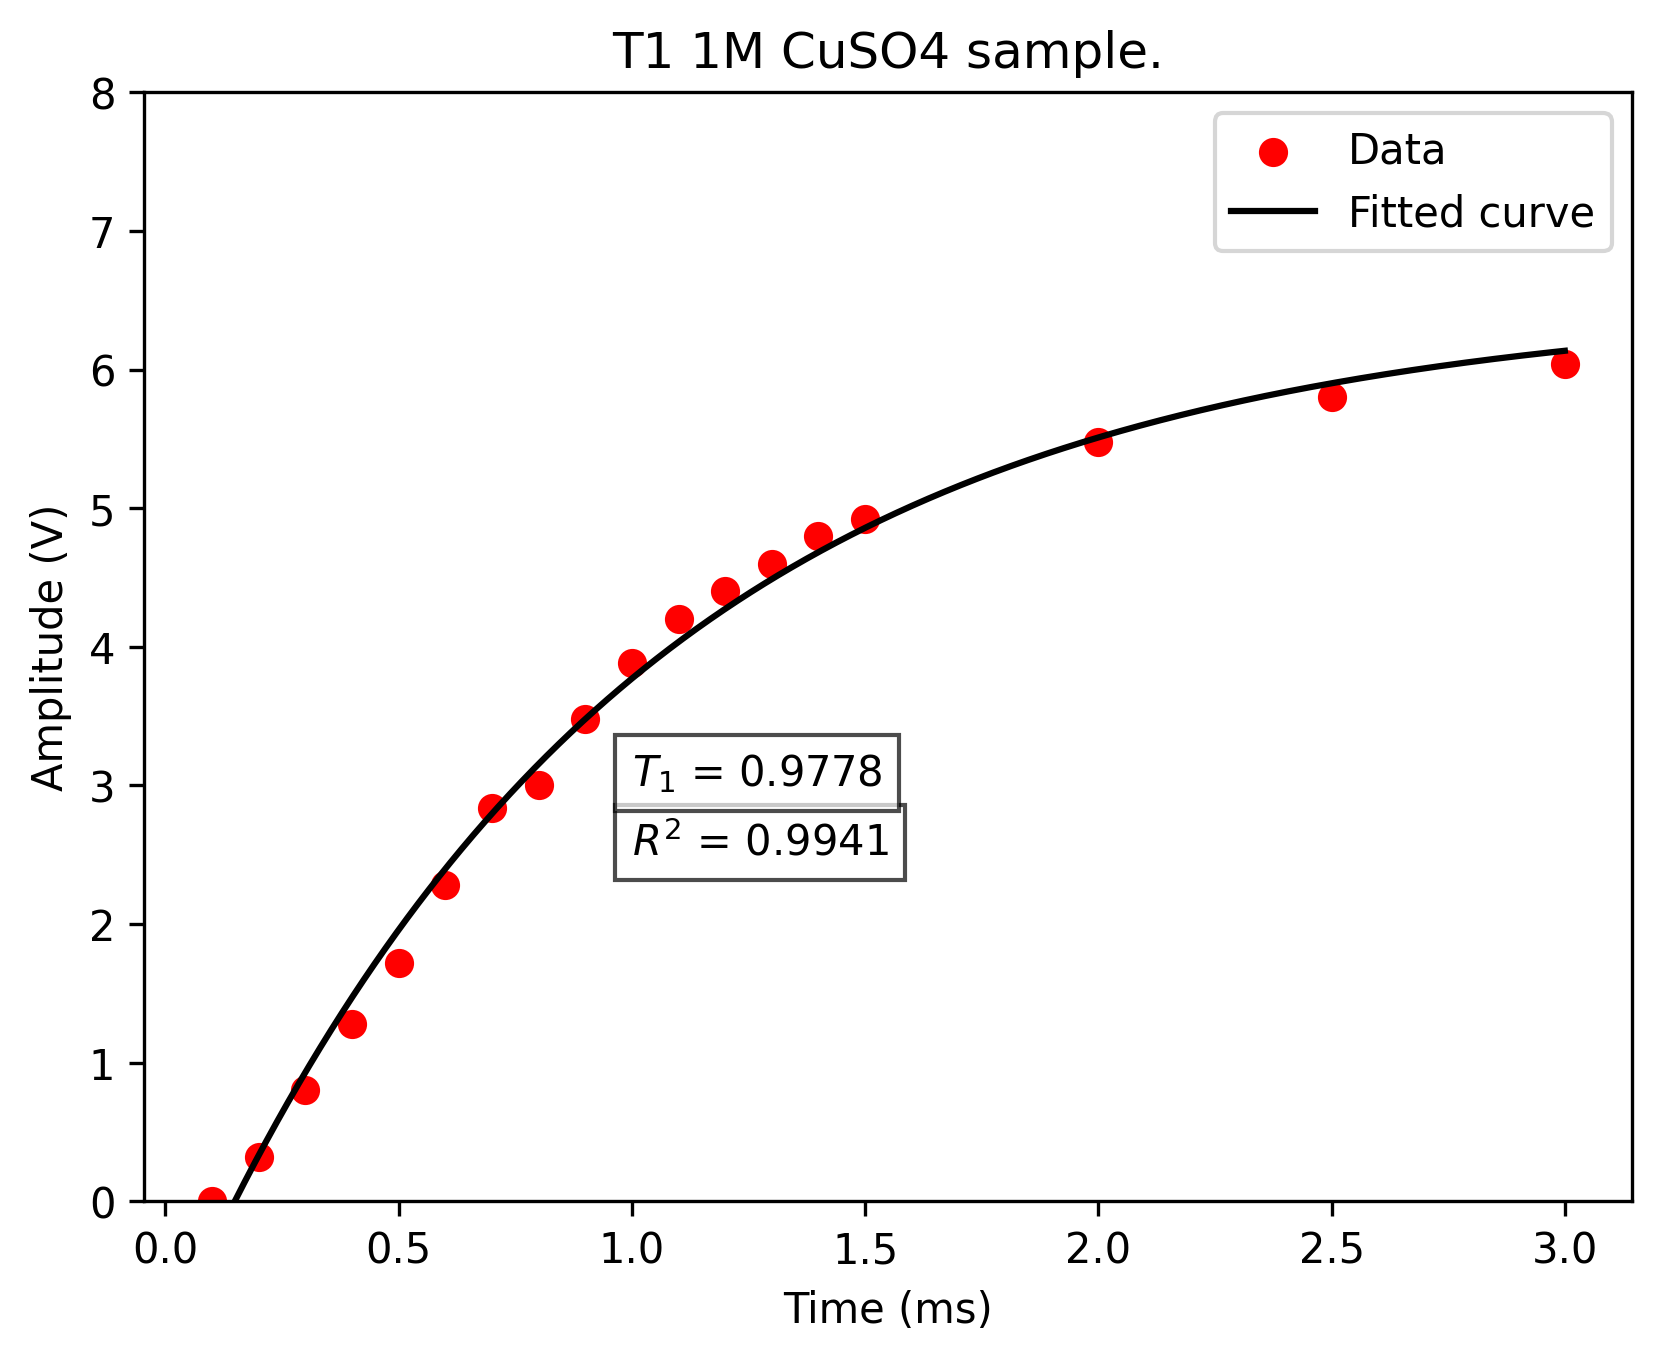 T1 1M CuSO4 sample.
8
7
6
5
4
3
2
1
0
Amplitude (V)
Data
Fitted curve
T₁ = 0.9778
R² = 0.9941
0.0 0.5 1.0 1.5 2.0 2.5 3.0
Time (ms)